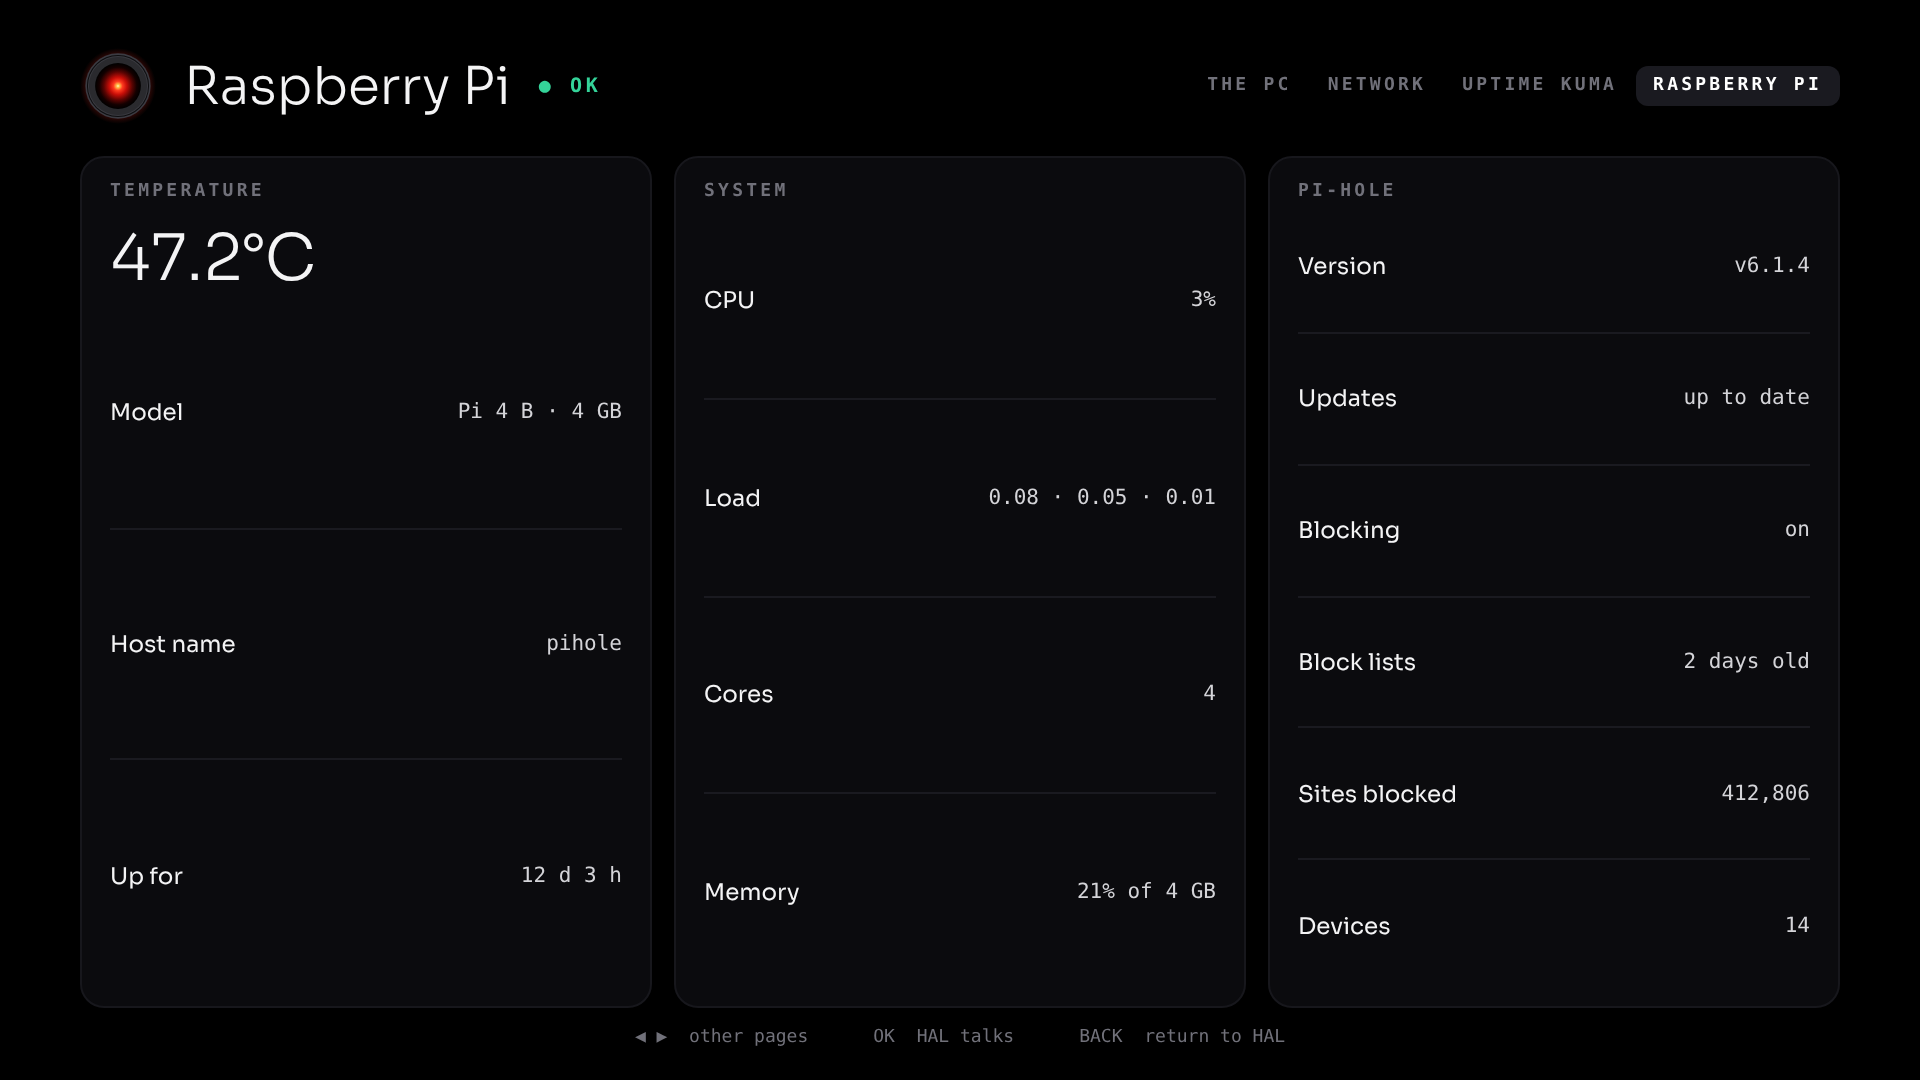 Raspberry Pi
● OK
THE PC
NETWORK
UPTIME KUMA
RASPBERRY PI
TEMPERATURE
47.2°C
Model Pi 4 B · 4 GB
Host name pihole
Up for 12 d 3 h
SYSTEM
CPU 3%
Load 0.08 · 0.05 · 0.01
Cores 4
Memory 21% of 4 GB
PI-HOLE
Version v6.1.4
Updates up to date
Blocking on
Block lists 2 days old
Sites blocked 412,806
Devices 14
◀ ▶ other pages OK HAL talks BACK return to HAL